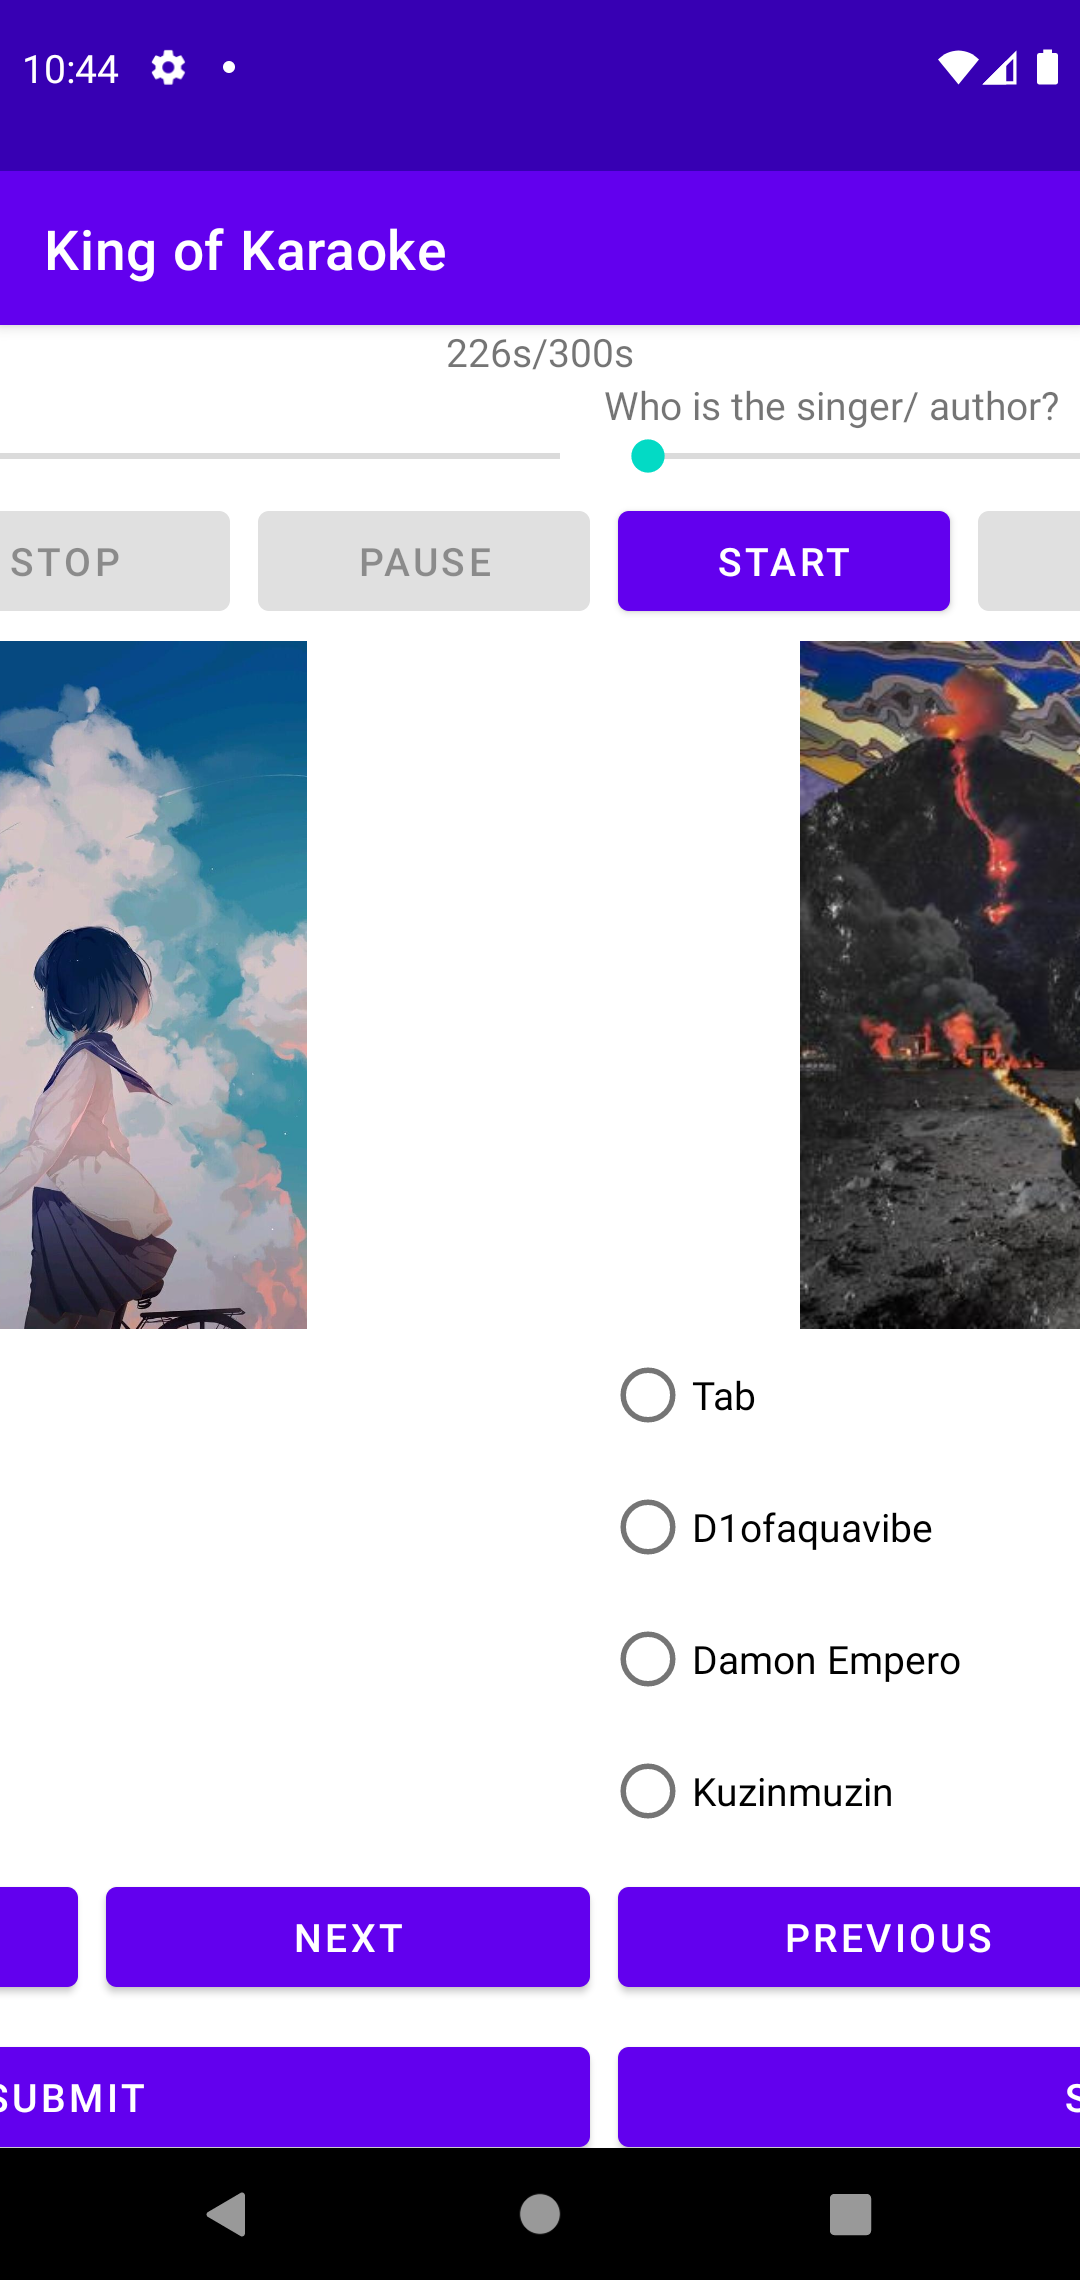 10:44
King of Karaoke
226s/300s
Who is the singer/ author?
STOP
PAUSE
START
Tab
D1ofaquavibe
Damon Empero
Kuzinmuzin
NEXT
PREVIOUS
SUBMIT
S